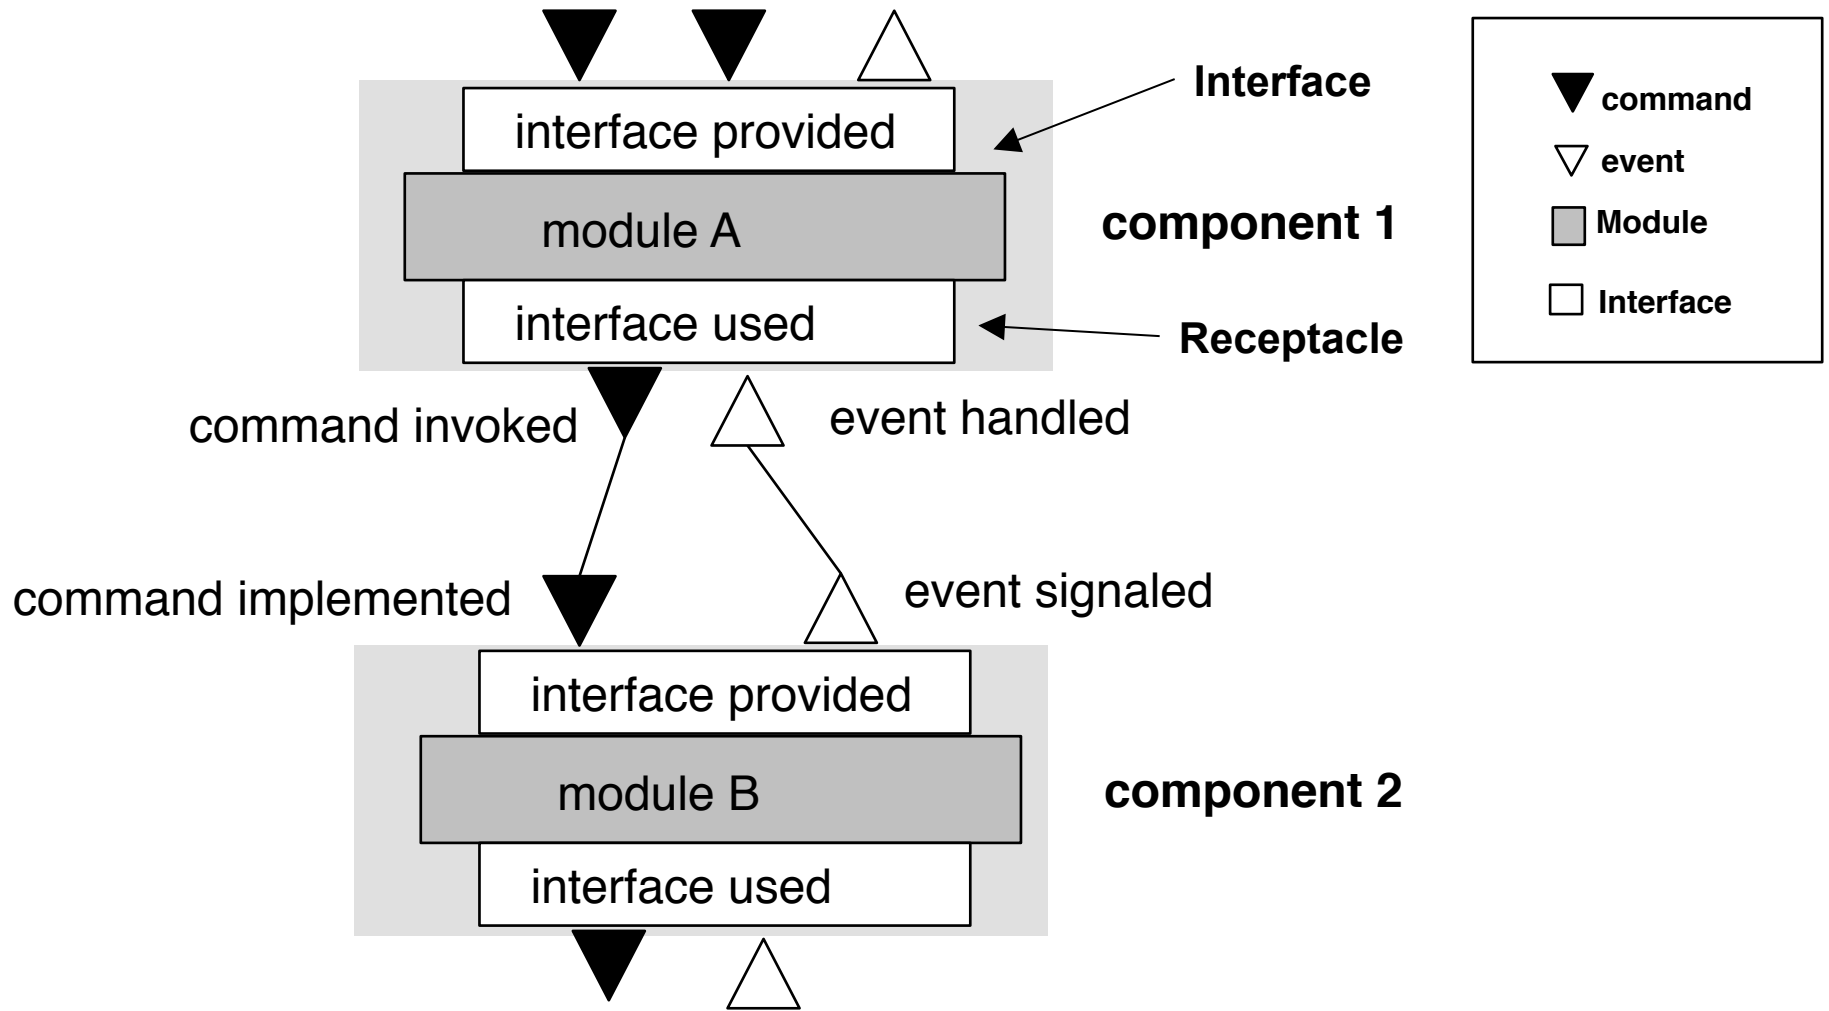 interface provided
Interface
command
event
module A
component 1
Module
interface used
Receptacle
Interface
command invoked
event handled
command implemented
event signaled
interface provided
module B
component 2
interface used